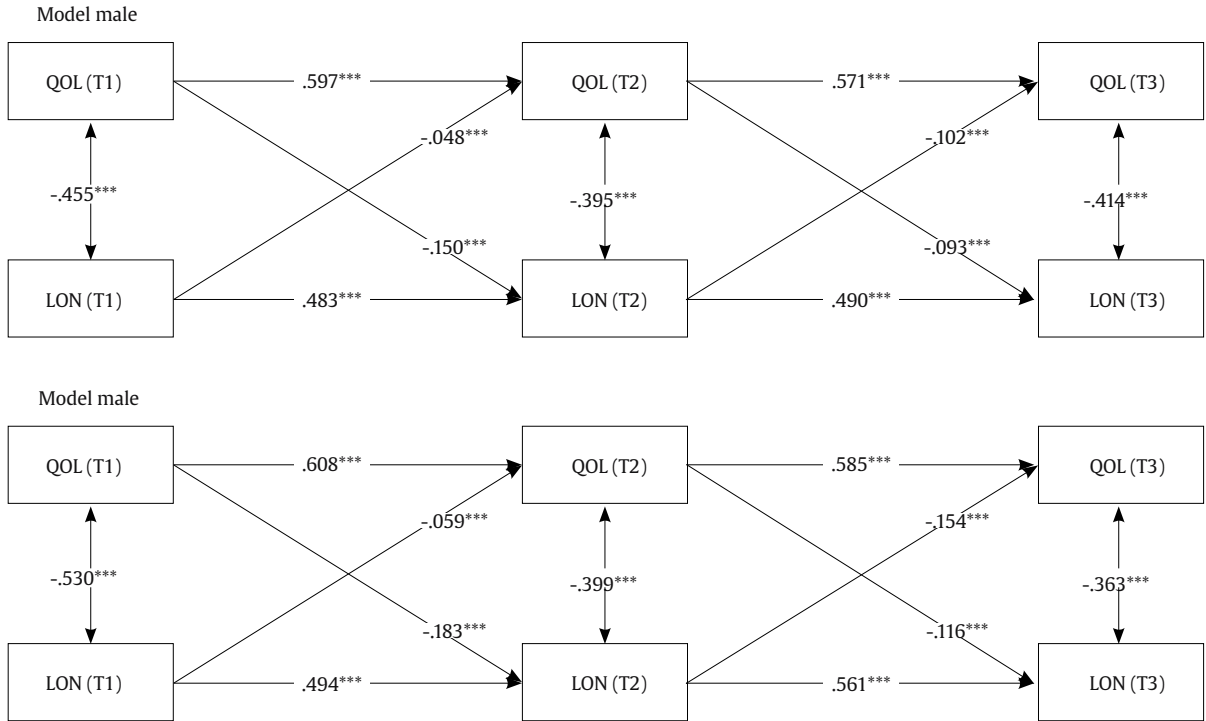 Model male
QOL (T1)
.597***
QOL (T2)
.571***
QOL (T3)
-.048***
-.102***
-.455***
-.395***
-.414***
-.150***
-.093***
LON (T1)
.483***
LON (T2)
.490***
LON (T3)
Model male
QOL (T1)
.608***
QOL (T2)
.585***
QOL (T3)
-.059***
-.154***
-.530***
-.399***
-.363***
-.183***
-.116***
LON (T1)
.494***
LON (T2)
.561***
LON (T3)